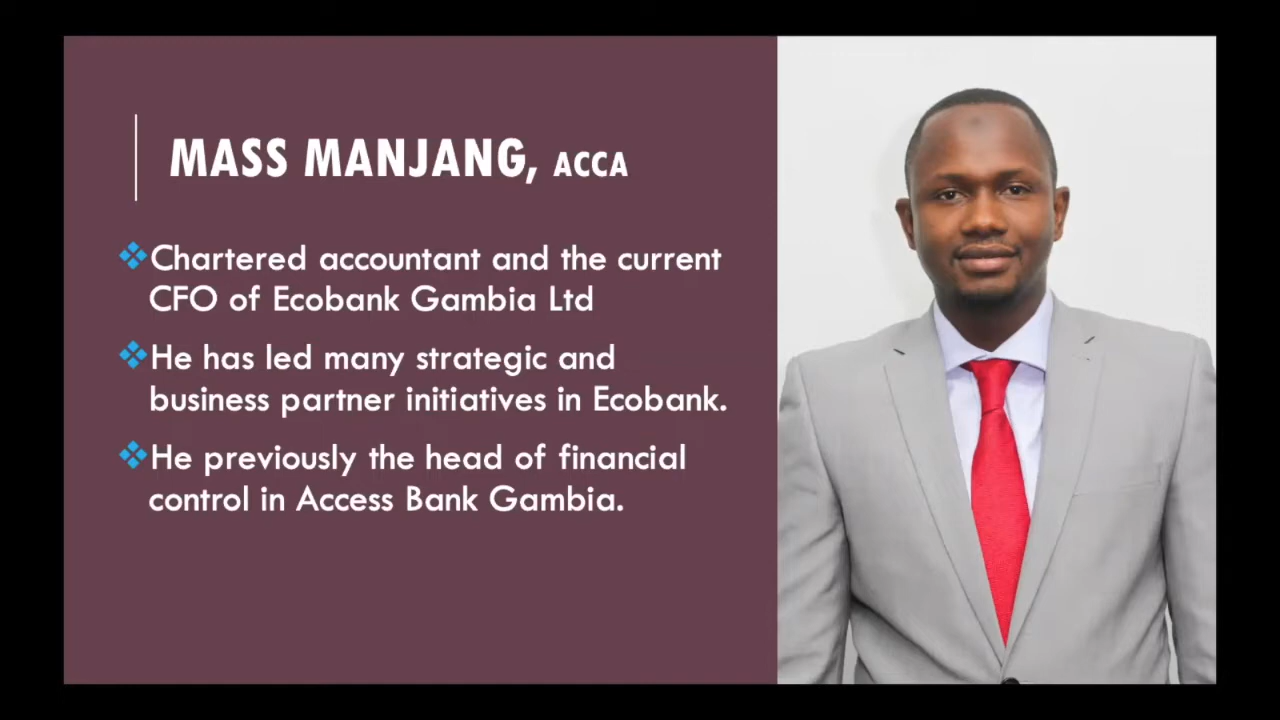 MASS MANJANG, ACCA
❖Chartered accountant and the current
CFO of Ecobank Gambia Ltd
❖He has led many strategic and
business partner initiatives in Ecobank.
❖He previously the head of financial
control in Access Bank Gambia.